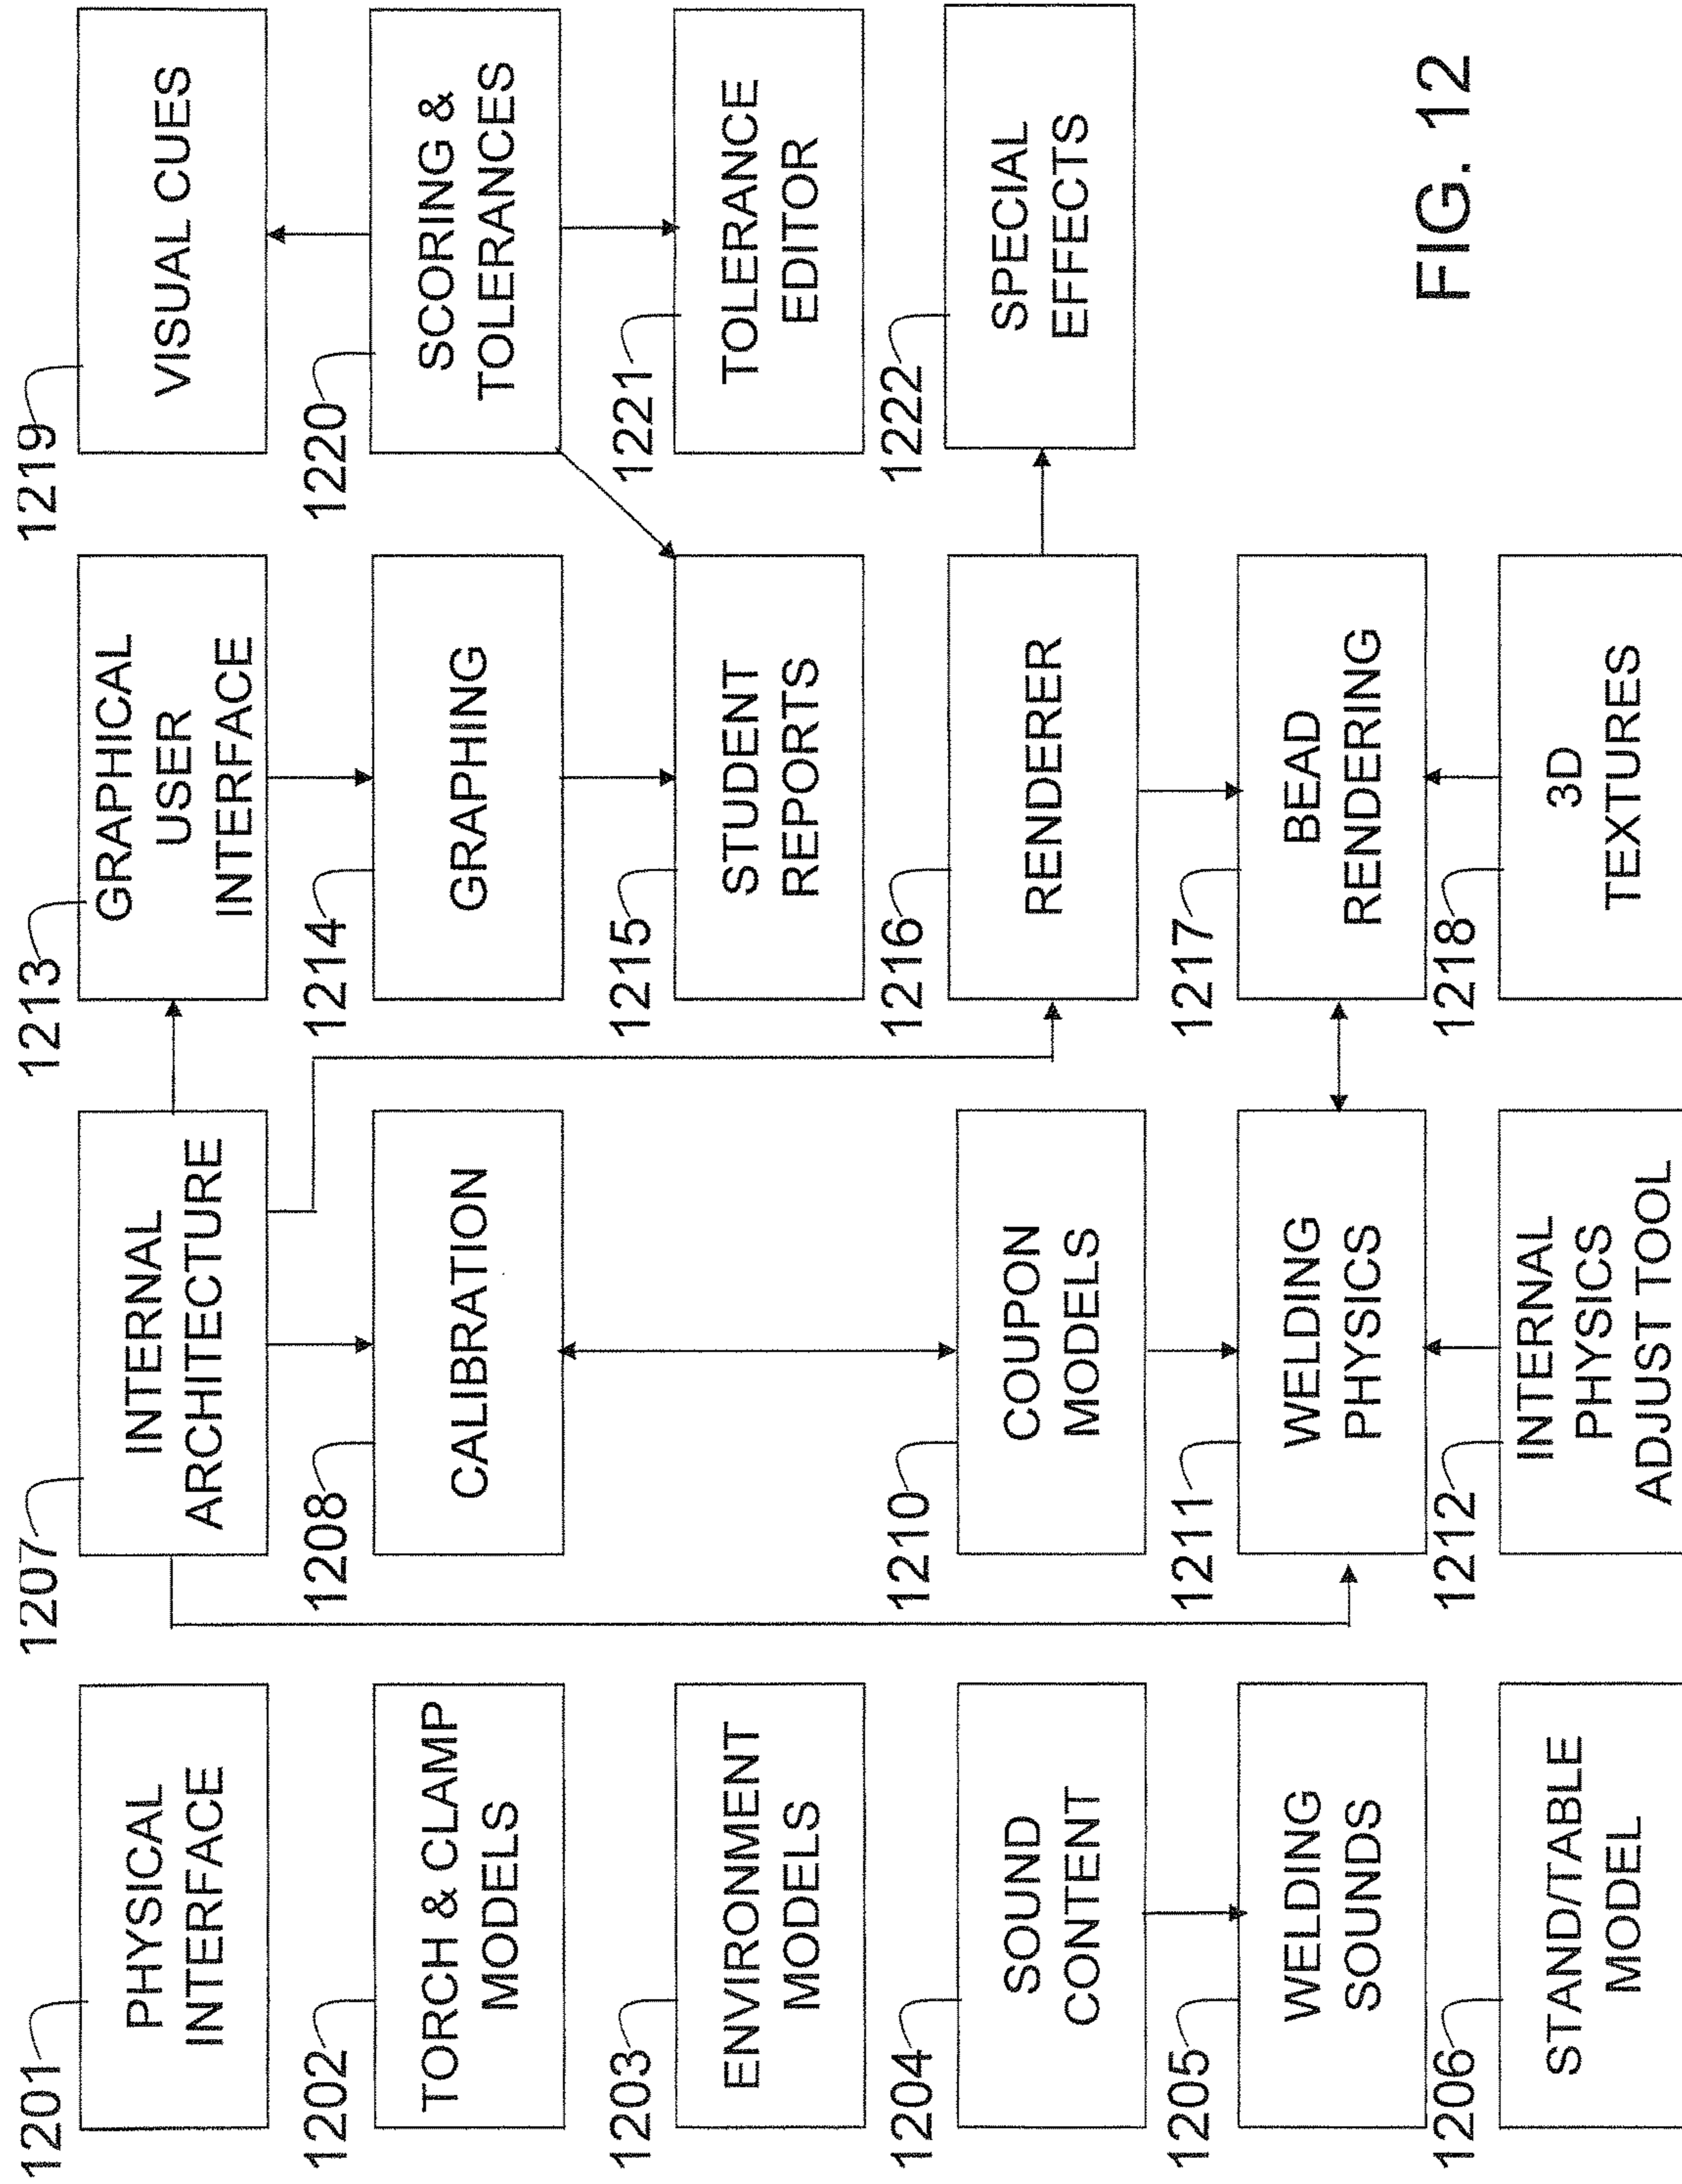 1201
PHYSICAL
INTERFACE
1202
TORCH & CLAMP
MODELS
1203
ENVIRONMENT
MODELS
1204
SOUND
CONTENT
1205
WELDING
SOUNDS
1206
STAND/TABLE
MODEL
1207
INTERNAL
ARCHITECTURE
1208
CALIBRATION
1210
COUPON
MODELS
1211
WELDING
PHYSICS
1212
INTERNAL
PHYSICS
ADJUST TOOL
1213
GRAPHICAL
USER
INTERFACE
1214
GRAPHING
1215
STUDENT
REPORTS
1216
RENDERER
1217
BEAD
RENDERING
1218
3D
TEXTURES
1219
VISUAL CUES
1220
SCORING &
TOLERANCES
1221
TOLERANCE
EDITOR
1222
SPECIAL
EFFECTS
FIG. 12